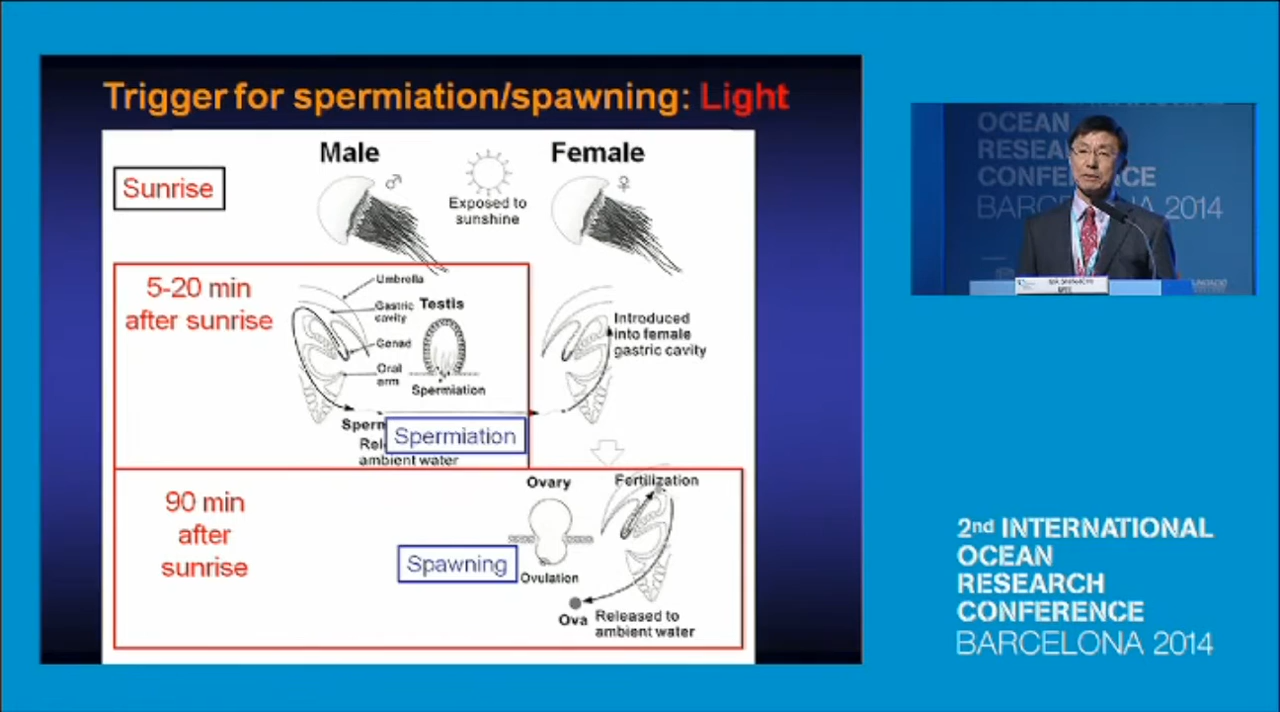 Trigger for spermiation/spawning: Light
Male
Female
Sunrise
♂
♀
Exposed to
sunshine
5-20 min
after sunrise
Umbrella
Gastric
cavity
Testis
Gonad
Oral
arm
Spermiation
Introduced
into female
gastric cavity
Sperm
Spermiation
ambient water
90 min
after
sunrise
Ovary
Fertilization
Spawning
Ovulation
Ova
Released to
ambient water
OCEAN
CONFERENCE
BARCELONA 2014
2nd INTERNATIONAL
OCEAN
RESEARCH
CONFERENCE
BARCELONA 2014